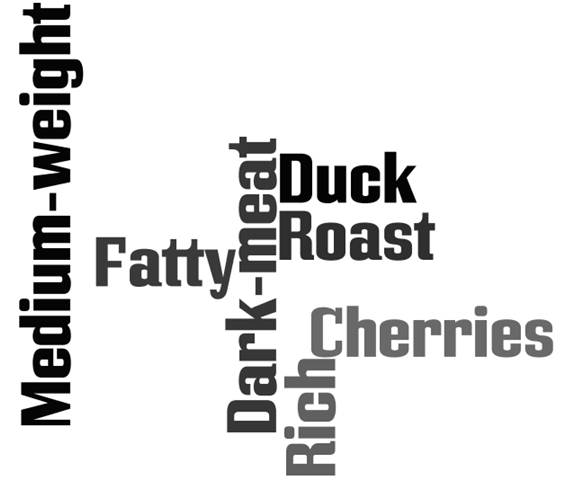 Medium-weight
Fatty
Dark-meat
Duck
Roast
Cherries
Rich